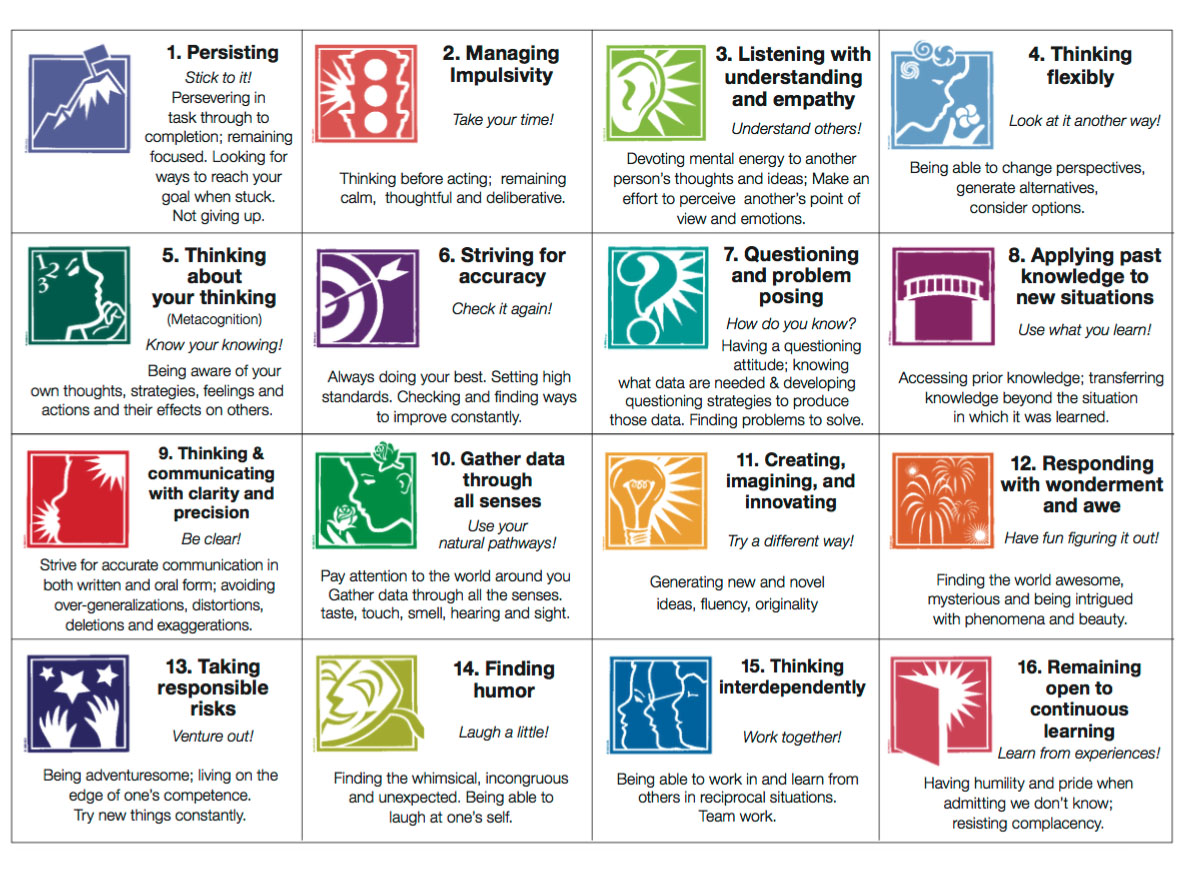 1. Persisting
Stick to it!
Persevering in
task through to
completion; remaining
focused. Looking for
ways to reach your
goal when stuck.
Not giving up.
2. Managing
Impulsivity
Take your time!
Thinking before acting; remaining
calm, thoughtful and deliberative.
3. Listening with
understanding
and empathy
Understand others!
Devoting mental energy to another
person's thoughts and ideas; Make an
effort to perceive another's point of
view and emotions.
4. Thinking
flexibly
Look at it another way!
Being able to change perspectives,
generate alternatives,
consider options.
1
2
3
5. Thinking
about
your thinking
(Metacognition)
Know your knowing!
Being aware of your
own thoughts, strategies, feelings and
actions and their effects on others.
6. Striving for
accuracy
Check it again!
Always doing your best. Setting high
standards. Checking and finding ways
to improve constantly.
?
7. Questioning
and problem
posing
How do you know?
Having a questioning
attitude; knowing
what data are needed & developing
questioning strategies to produce
those data. Finding problems to solve.
8. Applying past
knowledge to
new situations
Use what you learn!
Accessing prior knowledge; transferring
knowledge beyond the situation
in which it was learned.
9. Thinking &
communicating
with clarity and
precision
Be clear!
Strive for accurate communication in
both written and oral form; avoiding
over-generalizations, distortions,
deletions and exaggerations.
10. Gather data
through
all senses
Use your
natural pathways!
Pay attention to the world around you
Gather data through all the senses.
taste, touch, smell, hearing and sight.
11. Creating,
imagining, and
innovating
Try a different way!
Generating new and novel
ideas, fluency, originality
12. Responding
with wonderment
and awe
Have fun figuring it out!
Finding the world awesome,
mysterious and being intrigued
with phenomena and beauty.
13. Taking
responsible
risks
Venture out!
Being adventuresome; living on the
edge of one's competence.
Try new things constantly.
14. Finding
humor
Laugh a little!
Finding the whimsical, incongruous
and unexpected. Being able to
laugh at one's self.
15. Thinking
interdependently
Work together!
Being able to work in and learn from
others in reciprocal situations.
Team work.
16. Remaining
open to
continuous
learning
Learn from experiences!
Having humility and pride when
admitting we don't know;
resisting complacency.